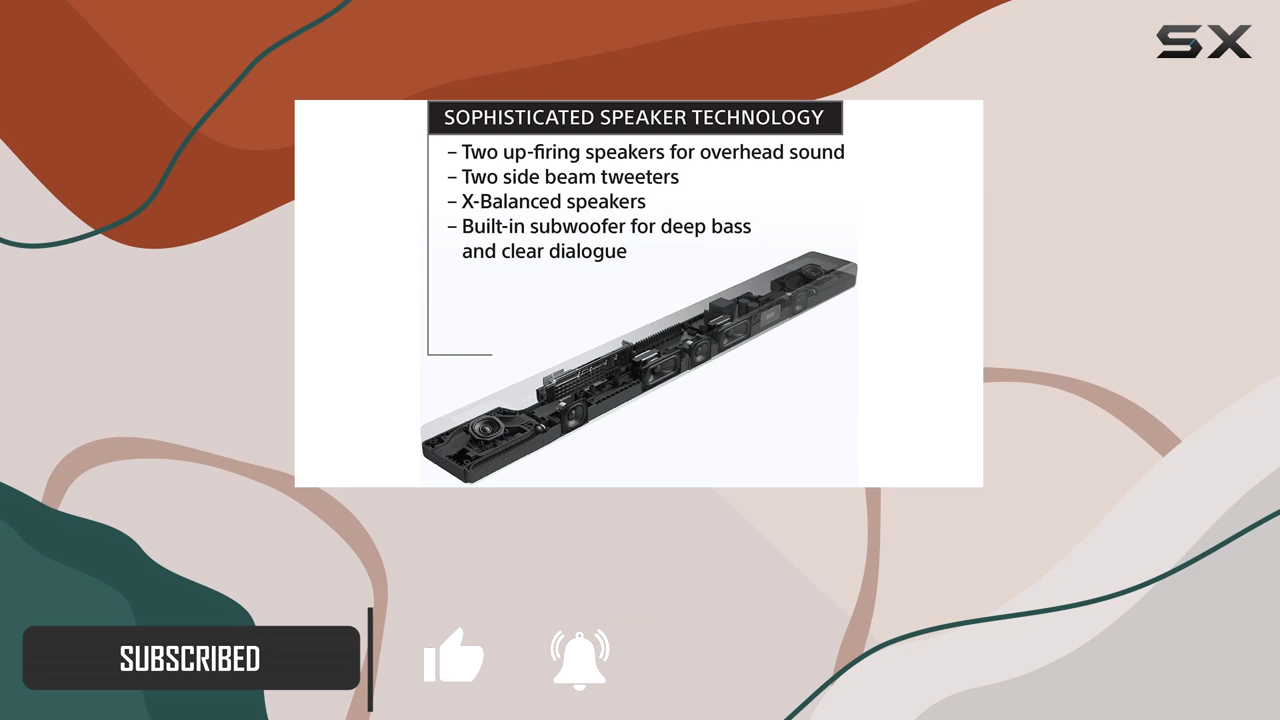 SX
SOPHISTICATED SPEAKER TECHNOLOGY
– Two up-firing speakers for overhead sound
– Two side beam tweeters
– X-Balanced speakers
– Built-in subwoofer for deep bass
and clear dialogue
SUBSCRIBED